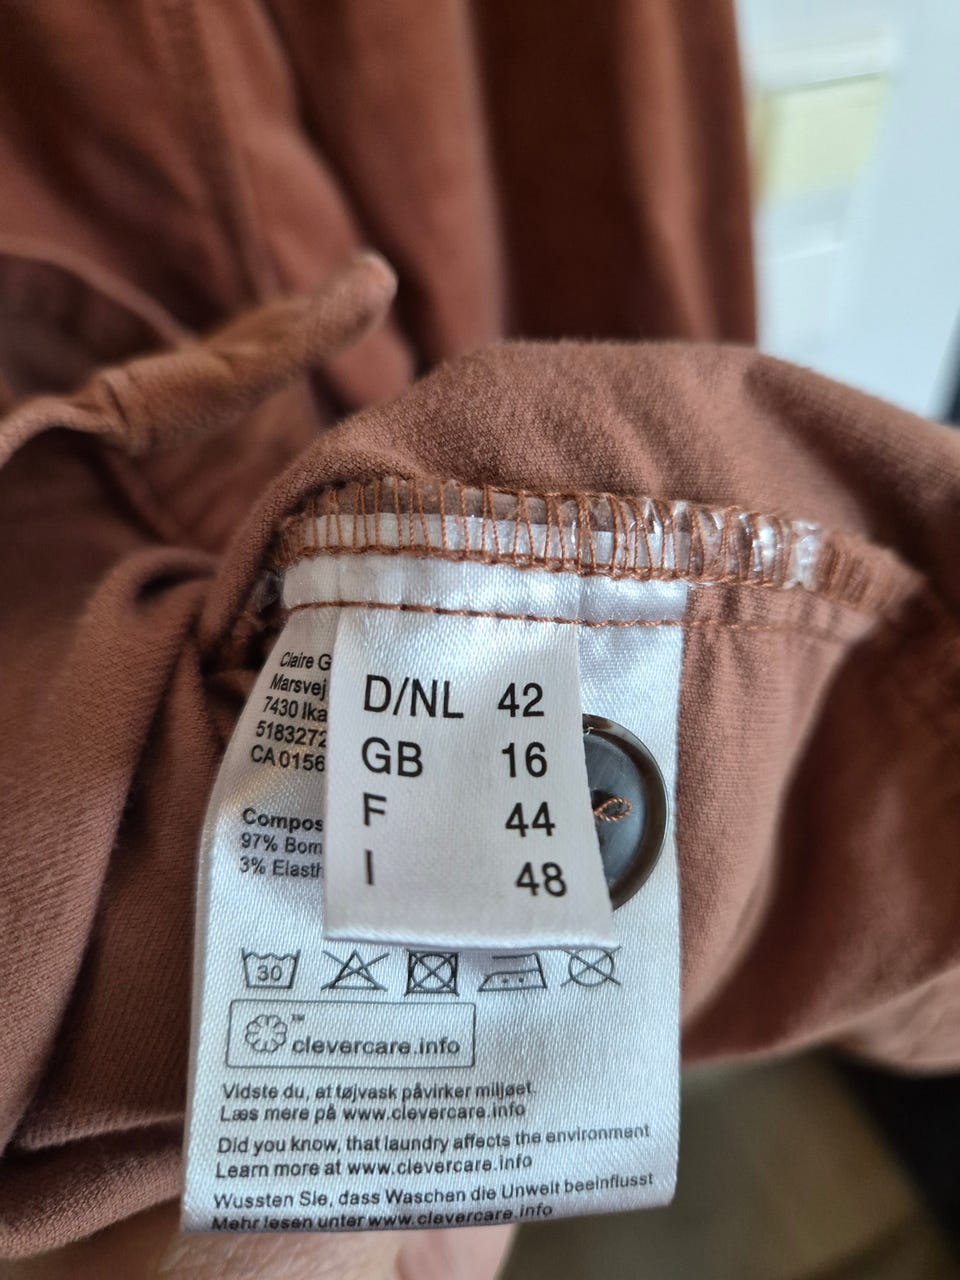 Claire G
Marsvej
7430 Ika
5183272
CA 0156
D/NL 42
GB 16
F 44
I 48
Compos
97% Bom
3% Elasth
30
™
clevercare.info
Vidste du, at tøjvask påvirker miljøet.
Læs mere på www.clevercare.info
Did you know, that laundry affects the environment
Learn more at www.clevercare.info
Wussten Sie, dass Waschen die Umwelt beeinflusst
Mehr lesen unter www.clevercare.info